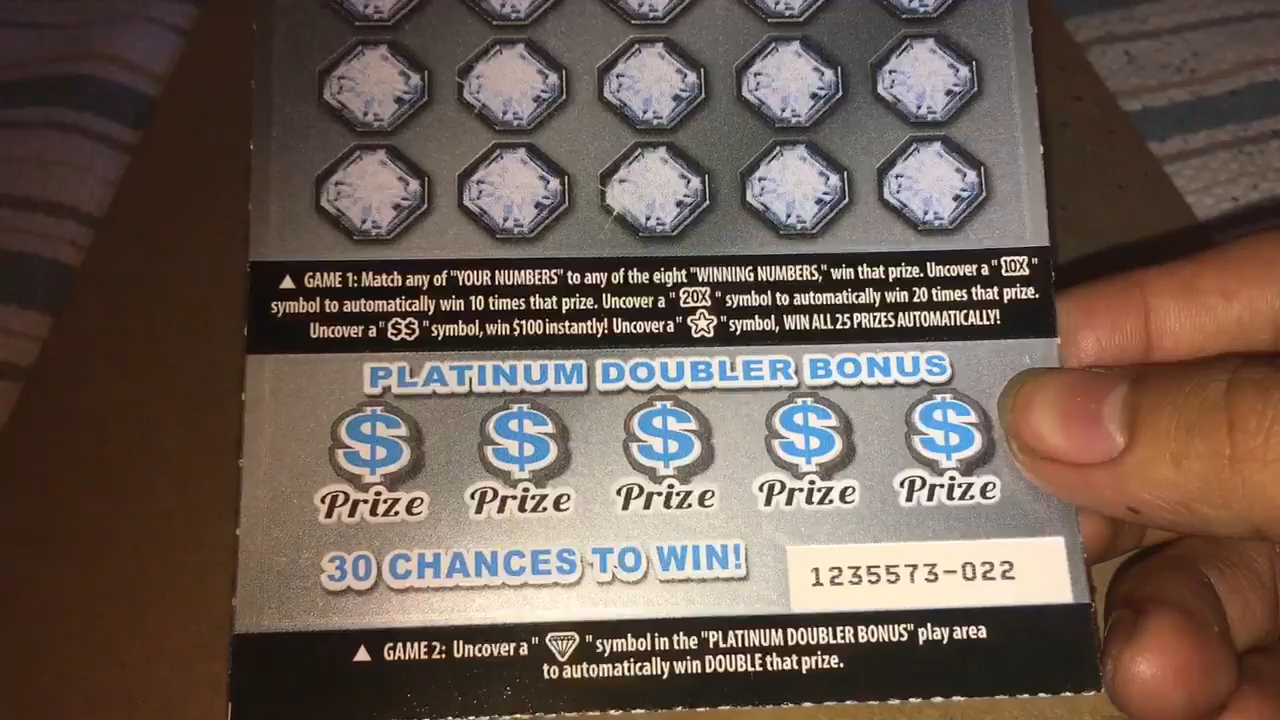 ▲ GAME 1: Match any of "YOUR NUMBERS" to any of the eight "WINNING NUMBERS," win that prize. Uncover a "10X"
symbol to automatically win 10 times that prize. Uncover a "20X" symbol to automatically win 20 times that prize.
Uncover a "$$" symbol, win $100 instantly! Uncover a "☆" symbol, WIN ALL 25 PRIZES AUTOMATICALLY!
PLATINUM DOUBLER BONUS
$ $ $ $ $
Prize Prize Prize Prize Prize
30 CHANCES TO WIN!
1235573-022
▲ GAME 2: Uncover a " " symbol in the "PLATINUM DOUBLER BONUS" play area
to automatically win DOUBLE that prize.